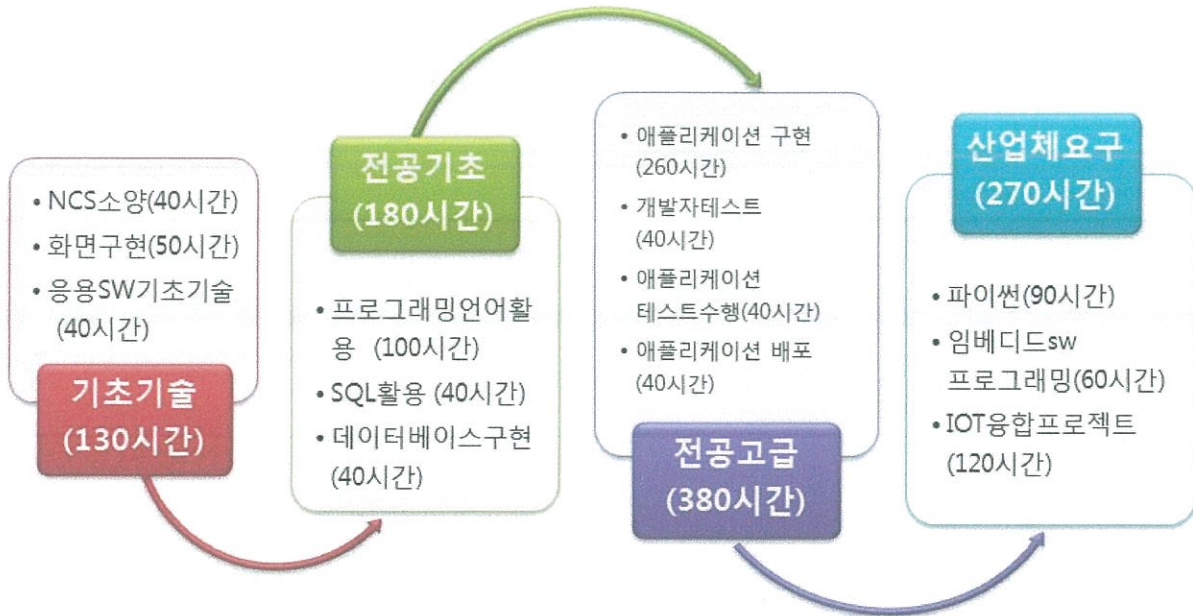 • NCS소양(40시간)
• 화면구현(50시간)
• 응용SW기초기술
(40시간)
기초기술
(130시간)
전공기초
(180시간)
• 프로그래밍언어활
용 (100시간)
• SQL활용 (40시간)
• 데이터베이스구현
(40시간)
• 애플리케이션 구현
(260시간)
• 개발자테스트
(40시간)
• 애플리케이션
테스트수행(40시간)
• 애플리케이션 배포
(40시간)
전공고급
(380시간)
산업체요구
(270시간)
• 파이썬(90시간)
• 임베디드sw
프로그래밍(60시간)
• IOT융합프로젝트
(120시간)